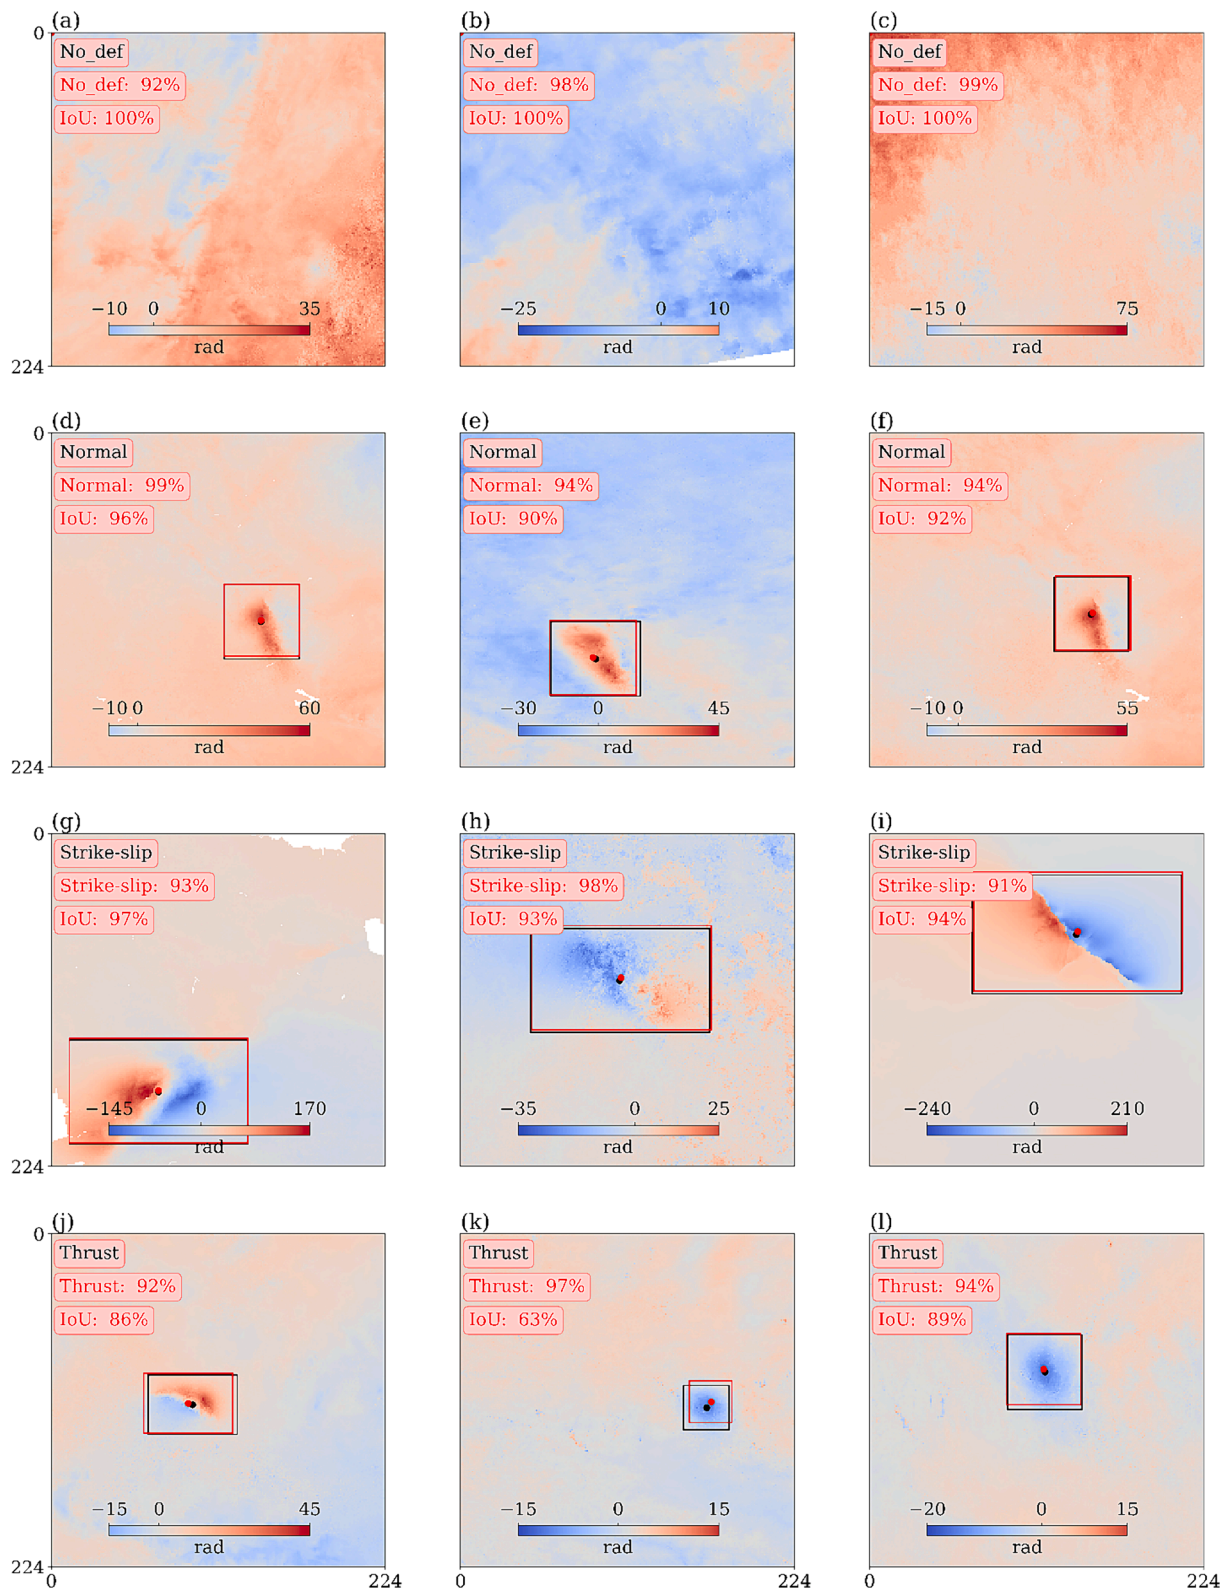 (a)
(b)
(c)
0
No_def
No_def: 92%
IoU: 100%
−10 0 35
rad
224
No_def
No_def: 98%
IoU: 100%
−25 0 10
rad
No_def
No_def: 99%
IoU: 100%
−15 0 75
rad
(d)
(e)
(f)
0
Normal
Normal: 99%
IoU: 96%
−10 0 60
rad
224
Normal
Normal: 94%
IoU: 90%
−30 0 45
rad
Normal
Normal: 94%
IoU: 92%
−10 0 55
rad
(g)
(h)
(i)
0
Strike-slip
Strike-slip: 93%
IoU: 97%
−145 0 170
rad
224
Strike-slip
Strike-slip: 98%
IoU: 93%
−35 0 25
rad
Strike-slip
Strike-slip: 91%
IoU: 94%
−240 0 210
rad
(j)
(k)
(l)
0
Thrust
Thrust: 92%
IoU: 86%
−15 0 45
rad
224
0 224
Thrust
Thrust: 97%
IoU: 63%
−15 0 15
rad
0 224
Thrust
Thrust: 94%
IoU: 89%
−20 0 15
rad
0 224